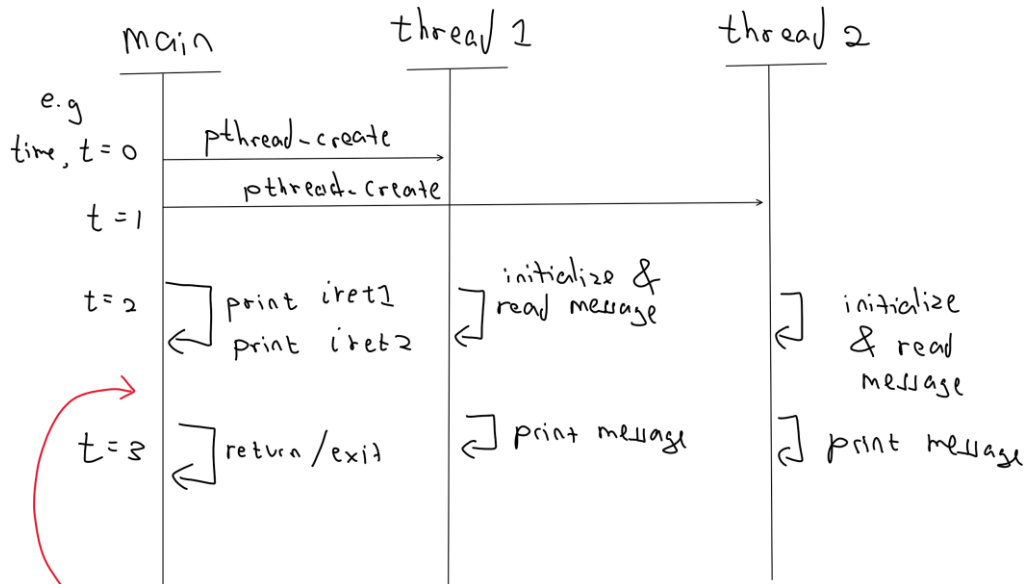 main
thread 1
thread 2
e.g
time, t = 0
pthread-create
pthread-create
t = 1
t = 2
print iret1
print iret2
initialize &
read message
initialize
& read
message
t = 3
return/exit
print message
print message